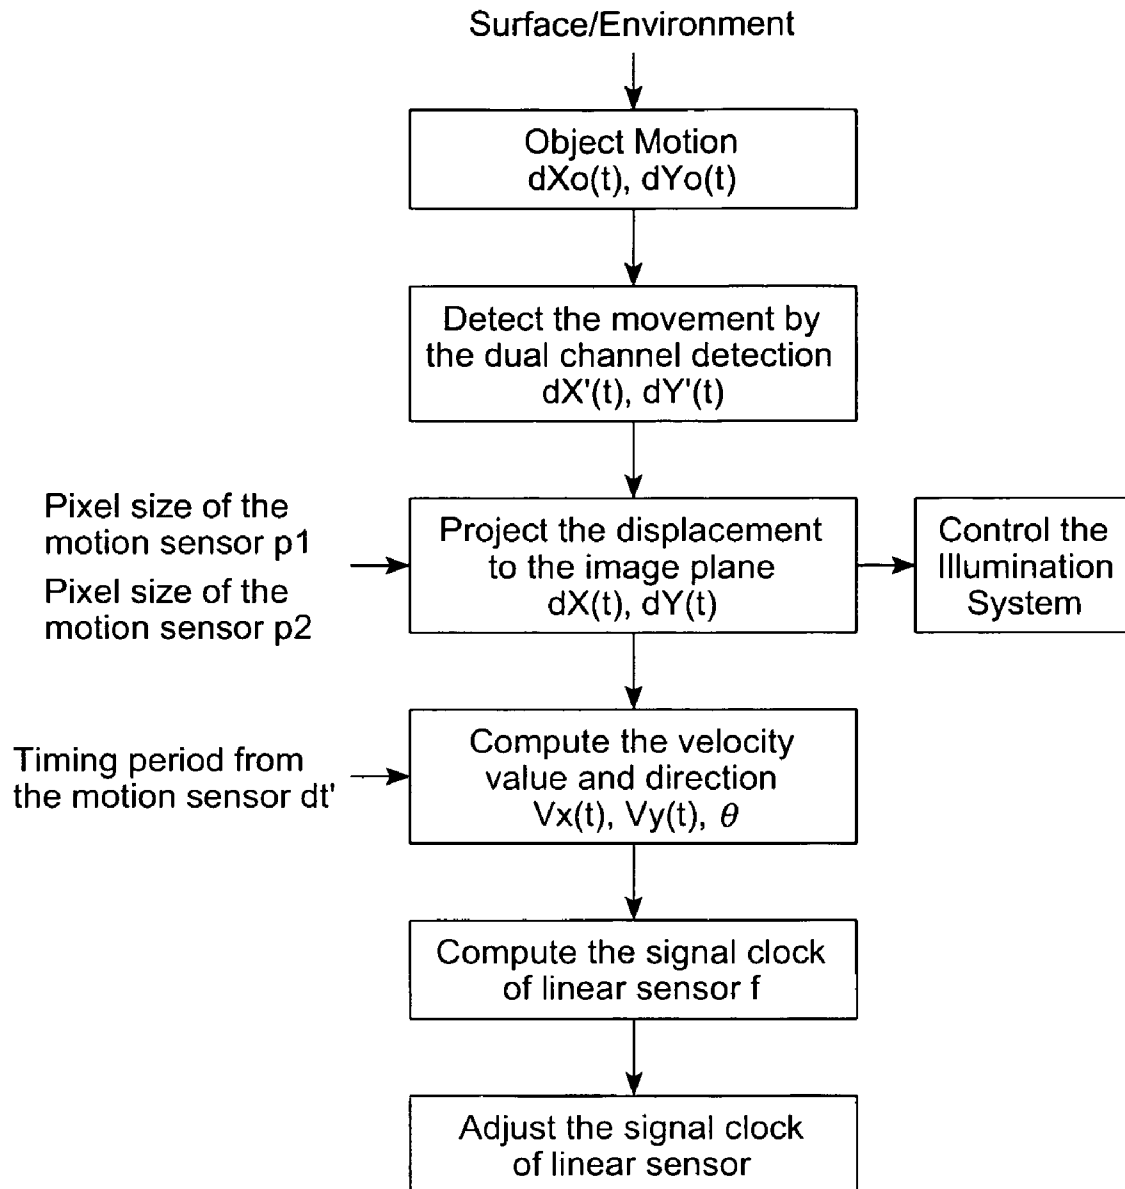 Surface/Environment
Object Motion
dXo(t), dYo(t)
Detect the movement by
the dual channel detection
dX'(t), dY'(t)
Pixel size of the
motion sensor p1
Pixel size of the
motion sensor p2
Project the displacement
to the image plane
dX(t), dY(t)
Control the
Illumination
System
Timing period from
the motion sensor dt'
Compute the velocity
value and direction
Vx(t), Vy(t), θ
Compute the signal clock
of linear sensor f
Adjust the signal clock
of linear sensor